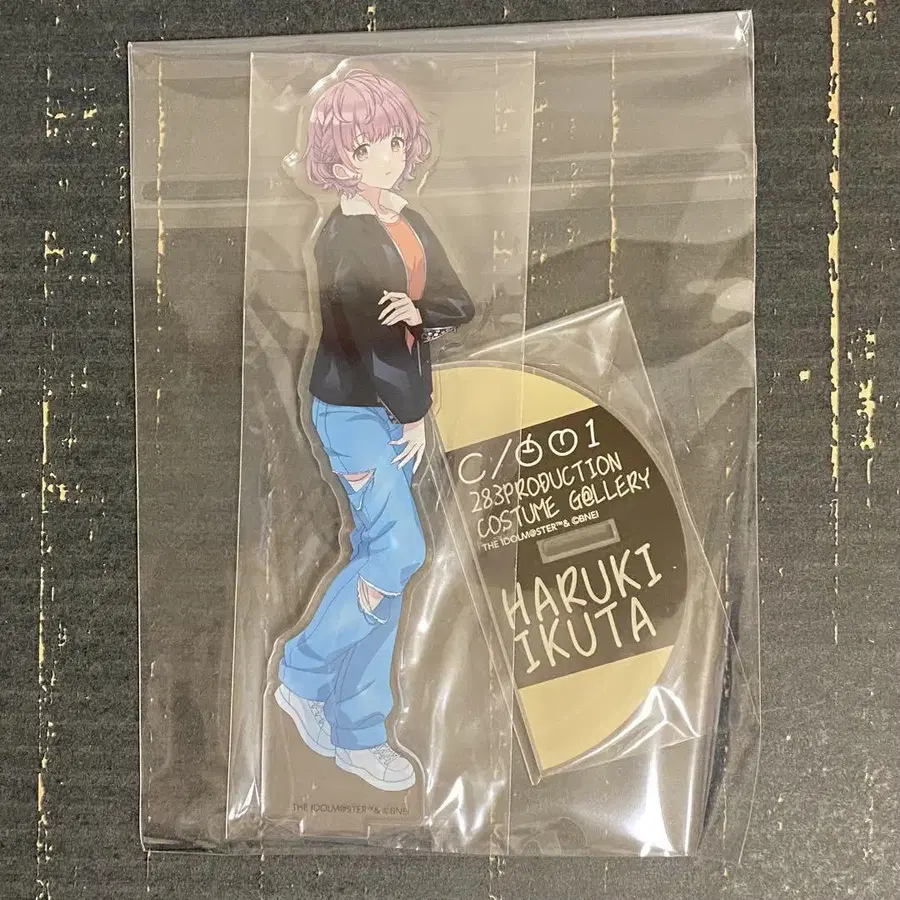 C/001
283PRODUCTION
COSTUME G@LLERY
THE IDOLM@STER™& ©BNEI
HARUKI
IKUTA
THE IDOLM@STER™& ©BNEI